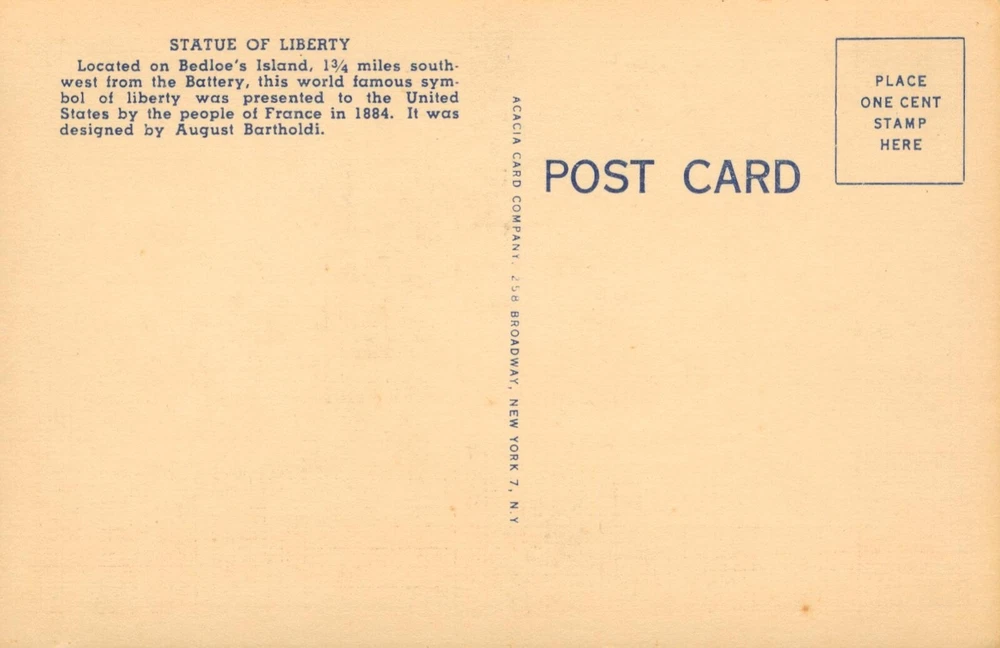 STATUE OF LIBERTY
Located on Bedloe's Island, 1¾ miles south-
west from the Battery, this world famous sym-
bol of liberty was presented to the United
States by the people of France in 1884. It was
designed by August Bartholdi.
ACACIA CARD COMPANY. 258 BROADWAY, NEW YORK 7, N.Y
POST CARD
PLACE
ONE CENT
STAMP
HERE